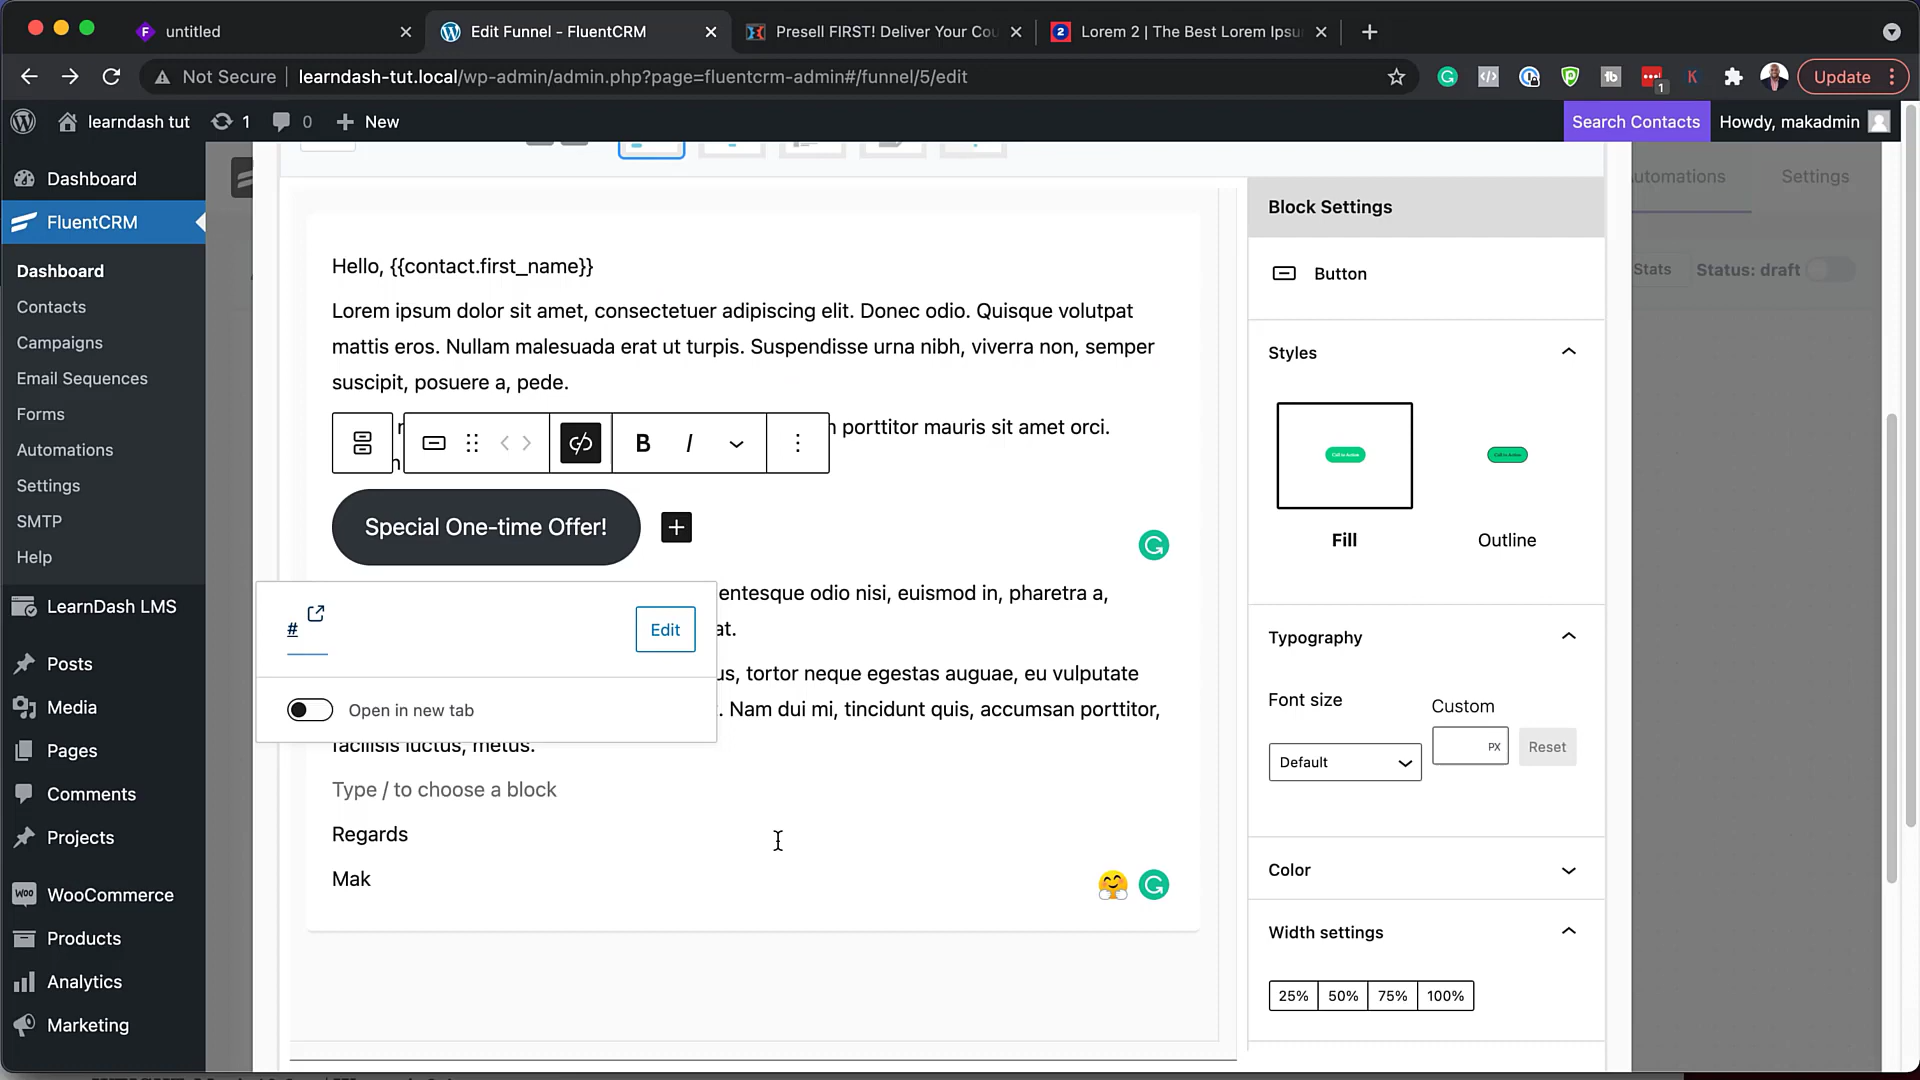 untitled
Edit Funnel - FluentCRM
Presell FIRST! Deliver Your Cou
Lorem 2 | The Best Lorem Ipsu
Not Secure
learndash-tut.local/wp-admin/admin.php?page=fluentcrm-admin#/funnel/5/edit
Update
learndash tut
1
0
New
Search Contacts
Howdy, makadmin
Dashboard
FluentCRM
Dashboard
Contacts
Campaigns
Email Sequences
Forms
Automations
Settings
SMTP
Help
LearnDash LMS
Posts
Media
Pages
Comments
Projects
WooCommerce
Products
Analytics
Marketing
Automations
Settings
Stats
Status: draft
Hello, {{contact.first_name}}
Lorem ipsum dolor sit amet, consectetuer adipiscing elit. Donec odio. Quisque volutpat
mattis eros. Nullam malesuada erat ut turpis. Suspendisse urna nibh, viverra non, semper
suscipit, posuere a, pede.
porttitor mauris sit amet orci.
B
I
Special One-time Offer!
entesque odio nisi, euismod in, pharetra a,
at.
us, tortor neque egestas auguae, eu vulputate
. Nam dui mi, tincidunt quis, accumsan porttitor,
facilisis luctus, metus.
#
Edit
Open in new tab
Type / to choose a block
Regards
Mak
Block Settings
Button
Styles
Fill
Outline
Typography
Font size
Custom
Default
PX
Reset
Color
Width settings
25%
50%
75%
100%